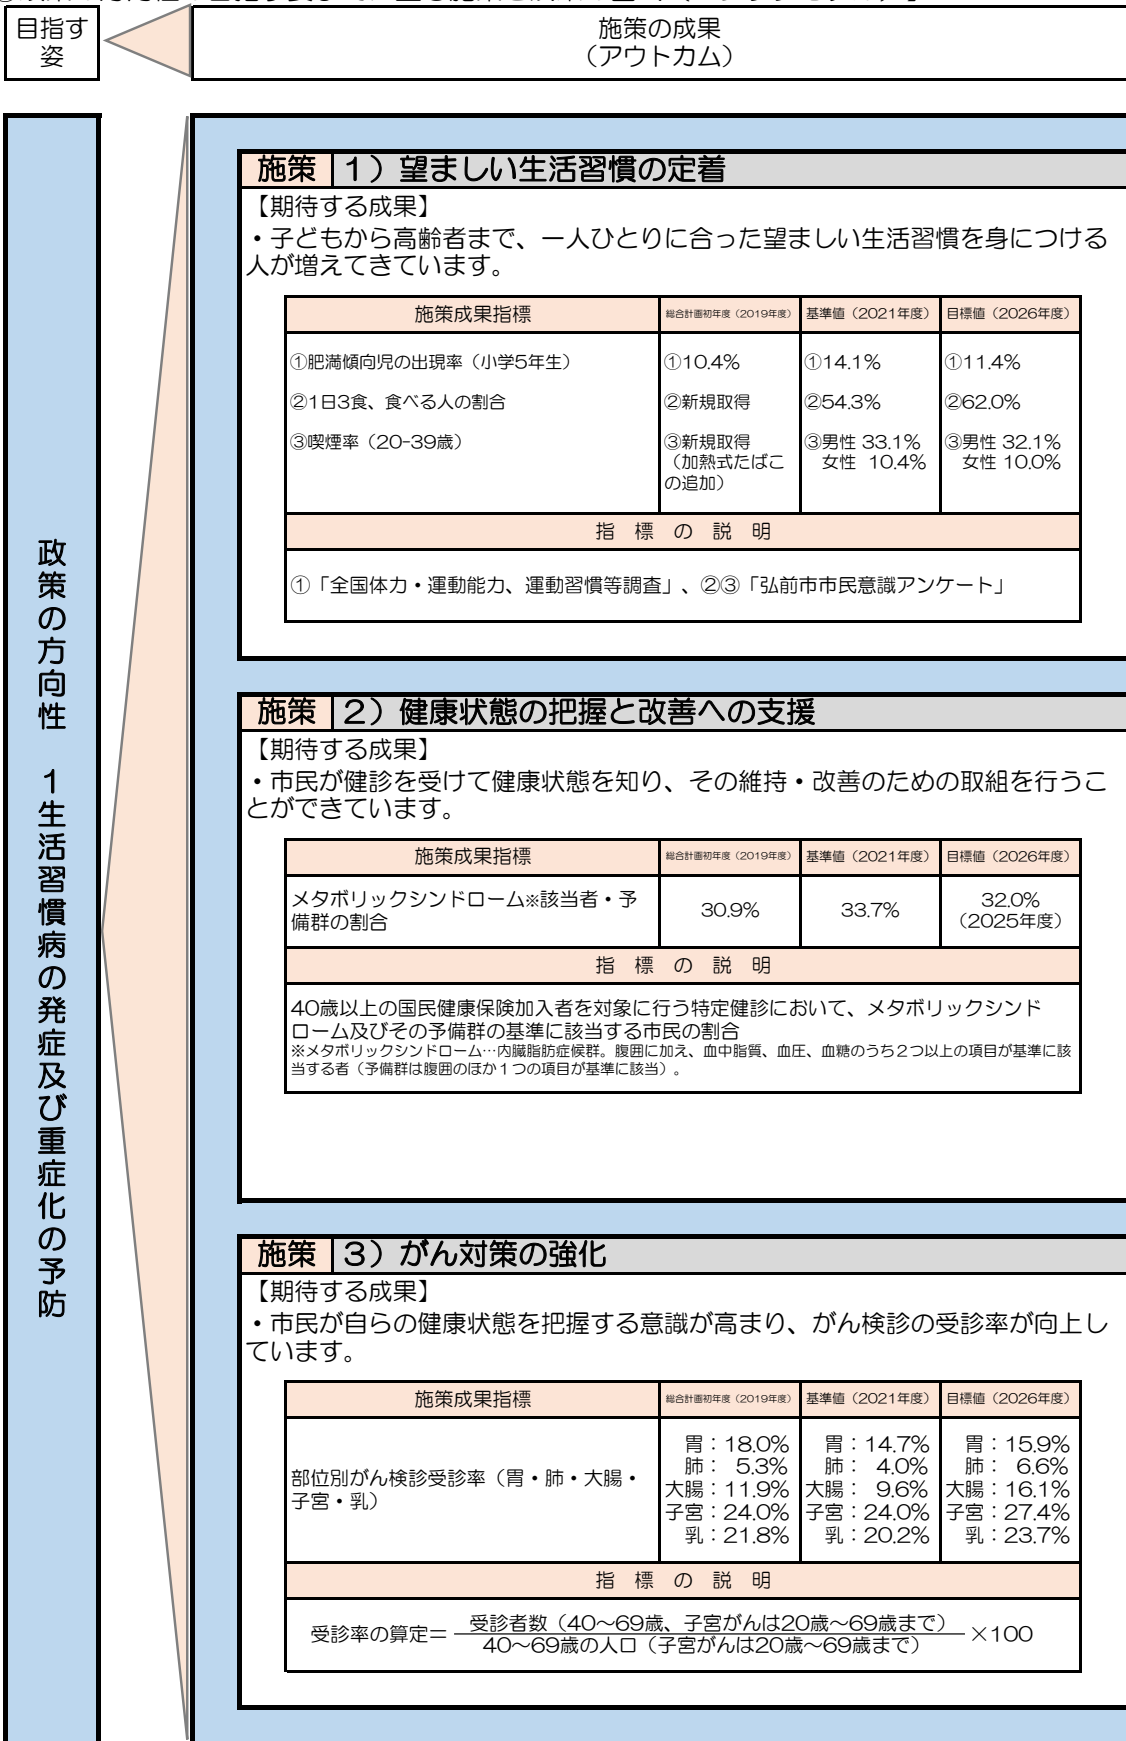 目指す
姿
施策の成果
（アウトカム）
政策の方向性　1生活習慣病の発症及び重症化の予防
施策 1）望ましい生活習慣の定着
【期待する成果】
・子どもから高齢者まで、一人ひとりに合った望ましい生活習慣を身につける
人が増えてきています。
施策成果指標 総合計画初年度（2019年度） 基準値（2021年度） 目標値（2026年度）
①肥満傾向児の出現率（小学5年生） ①10.4% ①14.1% ①11.4%
②1日3食、食べる人の割合 ②新規取得 ②54.3% ②62.0%
③喫煙率（20-39歳） ③新規取得 ③男性 33.1% ③男性 32.1%
（加熱式たばこ 女性 10.4% 女性 10.0%
の追加）
指　標　の　説　明
①「全国体力・運動能力、運動習慣等調査」、②③「弘前市市民意識アンケート」
施策 2）健康状態の把握と改善への支援
【期待する成果】
・市民が健診を受けて健康状態を知り、その維持・改善のための取組を行うこ
とができています。
施策成果指標 総合計画初年度（2019年度） 基準値（2021年度） 目標値（2026年度）
メタボリックシンドローム※該当者・予
備群の割合
30.9% 33.7% 32.0%
（2025年度）
指　標　の　説　明
40歳以上の国民健康保険加入者を対象に行う特定健診において、メタボリックシンド
ローム及びその予備群の基準に該当する市民の割合
※メタボリックシンドローム…内臓脂肪症候群。腹囲に加え、血中脂質、血圧、血糖のうち２つ以上の項目が基準に該
当する者（予備群は腹囲のほか１つの項目が基準に該当）。
施策 3）がん対策の強化
【期待する成果】
・市民が自らの健康状態を把握する意識が高まり、がん検診の受診率が向上し
ています。
施策成果指標 総合計画初年度（2019年度） 基準値（2021年度） 目標値（2026年度）
部位別がん検診受診率（胃・肺・大腸・
子宮・乳）
胃：18.0% 胃：14.7% 胃：15.9%
肺： 5.3% 肺： 4.0% 肺： 6.6%
大腸：11.9% 大腸： 9.6% 大腸：16.1%
子宮：24.0% 子宮：24.0% 子宮：27.4%
乳：21.8% 乳：20.2% 乳：23.7%
指　標　の　説　明
受診率の算定＝ 受診者数（40～69歳、子宮がんは20歳～69歳まで）
40～69歳の人口（子宮がんは20歳～69歳まで） ×100